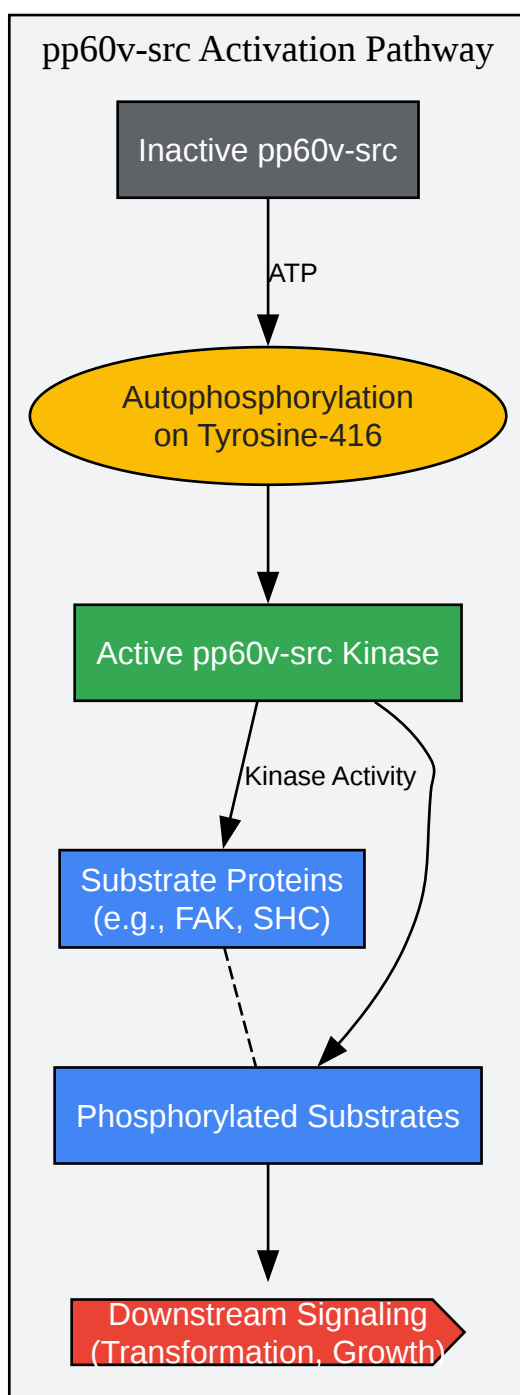 pp60v-src Activation Pathway
Inactive pp60v-src
ATP
Autophosphorylation
on Tyrosine-416
Active pp60v-src Kinase
Kinase Activity
Substrate Proteins
(e.g., FAK, SHC)
Phosphorylated Substrates
Downstream Signaling
(Transformation, Growth)